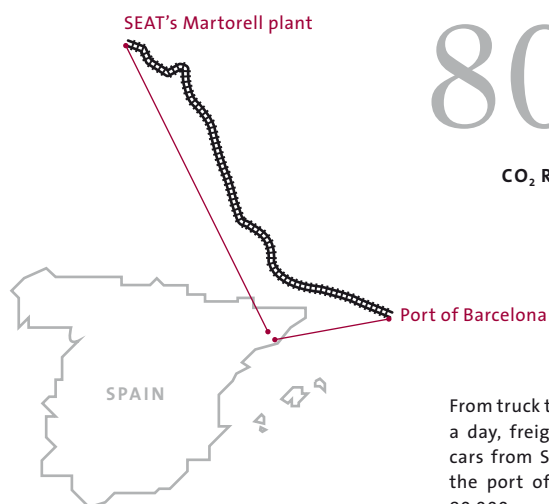 SEAT's Martorell plant
80
CO₂ R
Port of Barcelona
SPAIN
From truck t
a day, freig
cars from S
the port of